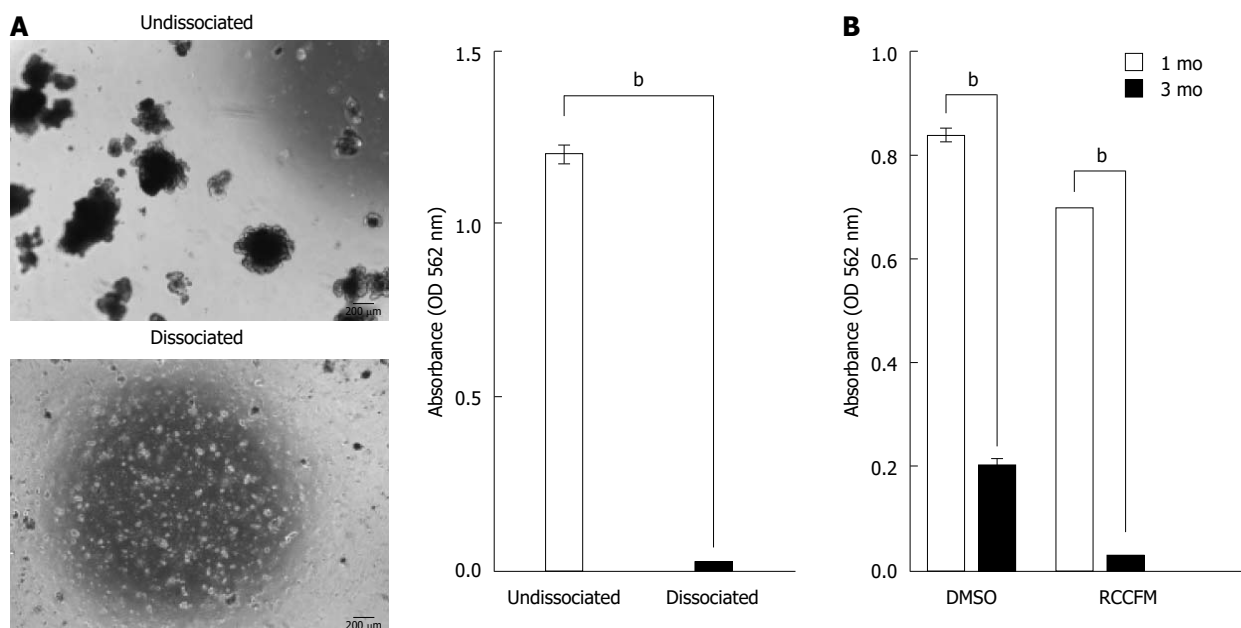 A
Undissociated
200 μm
Dissociated
200 μm
1.5
1.0
0.5
0.0
Absorbance (OD 562 nm)
b
Undissociated
Dissociated
B
1.0
0.8
0.6
0.4
0.2
0.0
Absorbance (OD 562 nm)
b
b
1 mo
3 mo
DMSO
RCCFM